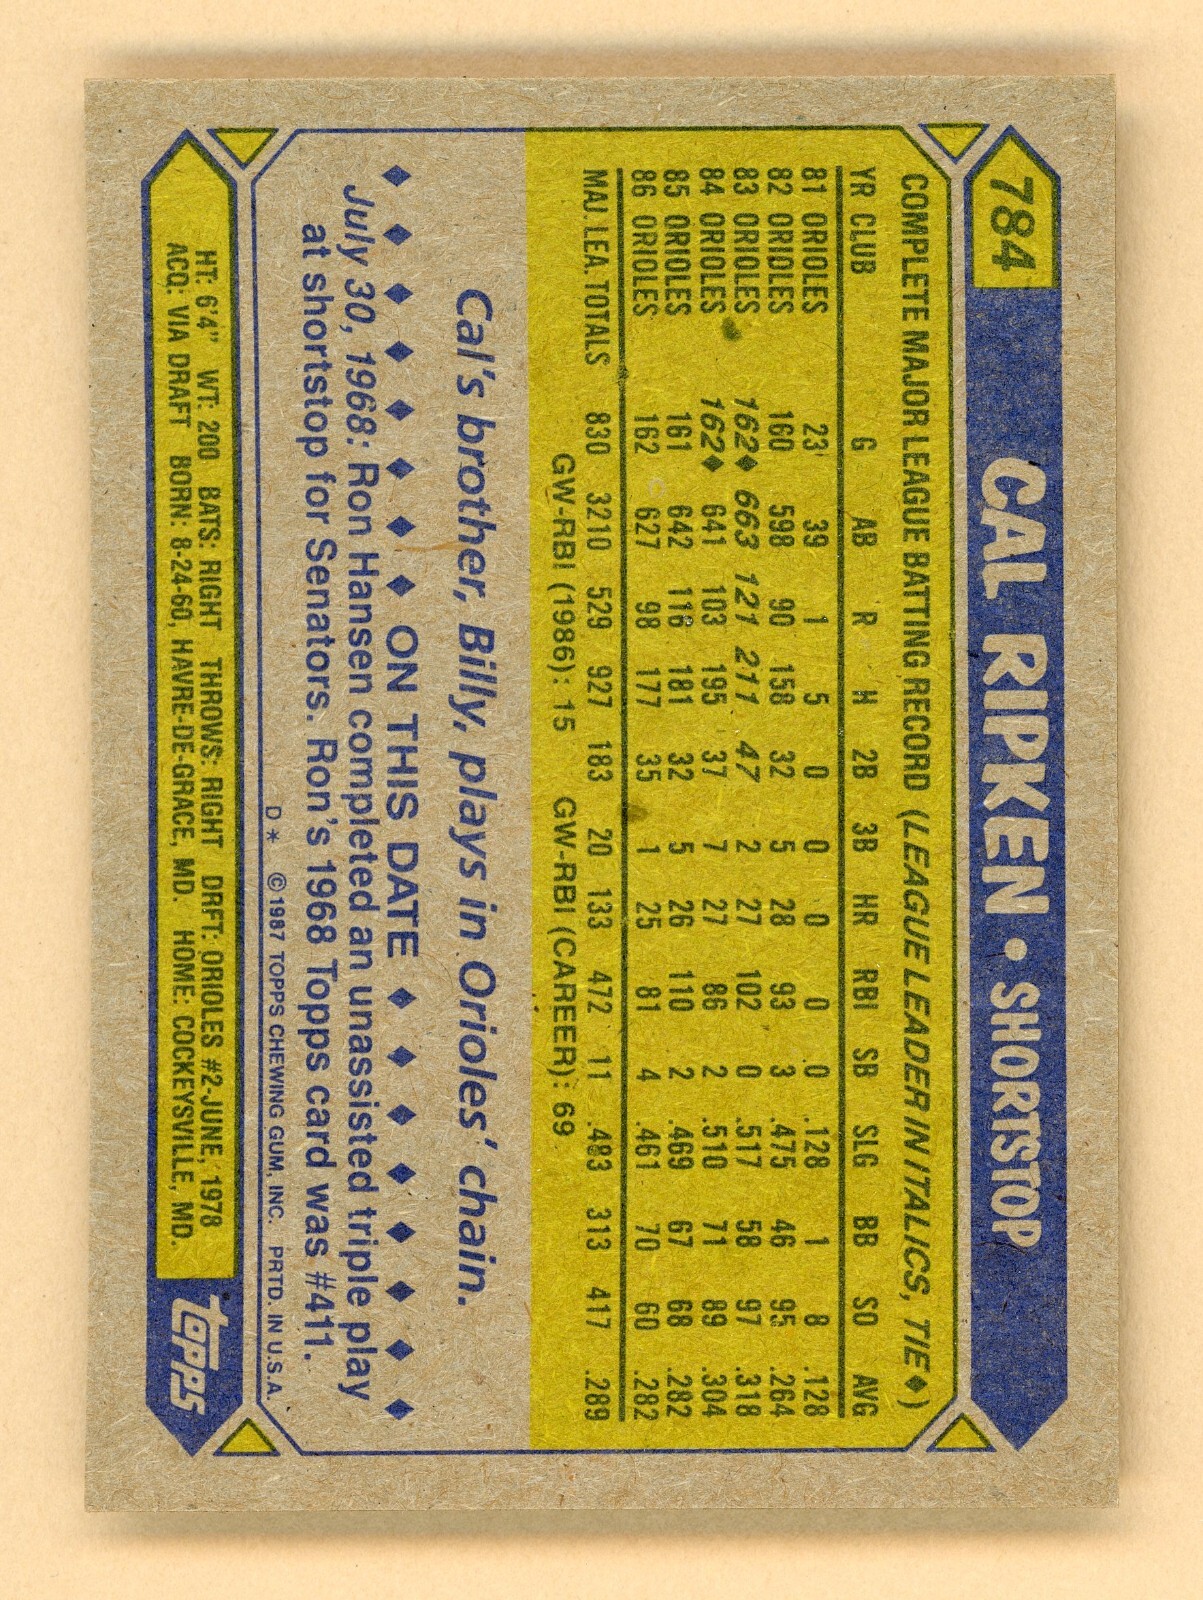 784 CAL RIPKEN • SHORTSTOP
COMPLETE MAJOR LEAGUE BATTING RECORD (LEAGUE LEADER IN ITALICS, TIE♦)
YR CLUB G AB R H 2B 3B HR RBI SB SLG BB SO AVG
81 ORIOLES 23 39 1 5 0 0 0 0 0 .128 1 8 .128
82 ORIOLES 160 598 90 158 32 5 28 93 3 .475 46 95 .264
83 ORIOLES 162♦ 663 121 211 47 2 27 102 0 .517 58 97 .318
84 ORIOLES 162♦ 641 103 195 37 7 27 86 2 .510 71 89 .304
85 ORIOLES 161 642 116 181 32 5 26 110 2 .469 67 68 .282
86 ORIOLES 162 627 98 177 35 1 25 81 4 .461 70 60 .282
MAJ. LEA. TOTALS 830 3210 529 927 183 20 133 472 11 .483 313 417 .289
GW-RBI (1986): 15 GW-RBI (CAREER): 69
Cal's brother, Billy, plays in Orioles' chain.
♦ ♦ ♦ ♦ ♦ ♦ ♦ ♦ ON THIS DATE ♦ ♦ ♦ ♦ ♦ ♦ ♦ ♦
July 30, 1968: Ron Hansen completed an unassisted triple play
at shortstop for Senators. Ron's 1968 Topps card was #411.
D * © 1987 TOPPS CHEWING GUM, INC. PRTD. IN U.S.A.
HT: 6'4" WT: 200 BATS: RIGHT THROWS: RIGHT DRFT: ORIOLES #2-JUNE, 1978
ACQ: VIA DRAFT BORN: 8-24-60, HAVRE-DE-GRACE, MD. HOME: COCKEYSVILLE, MD.
topps